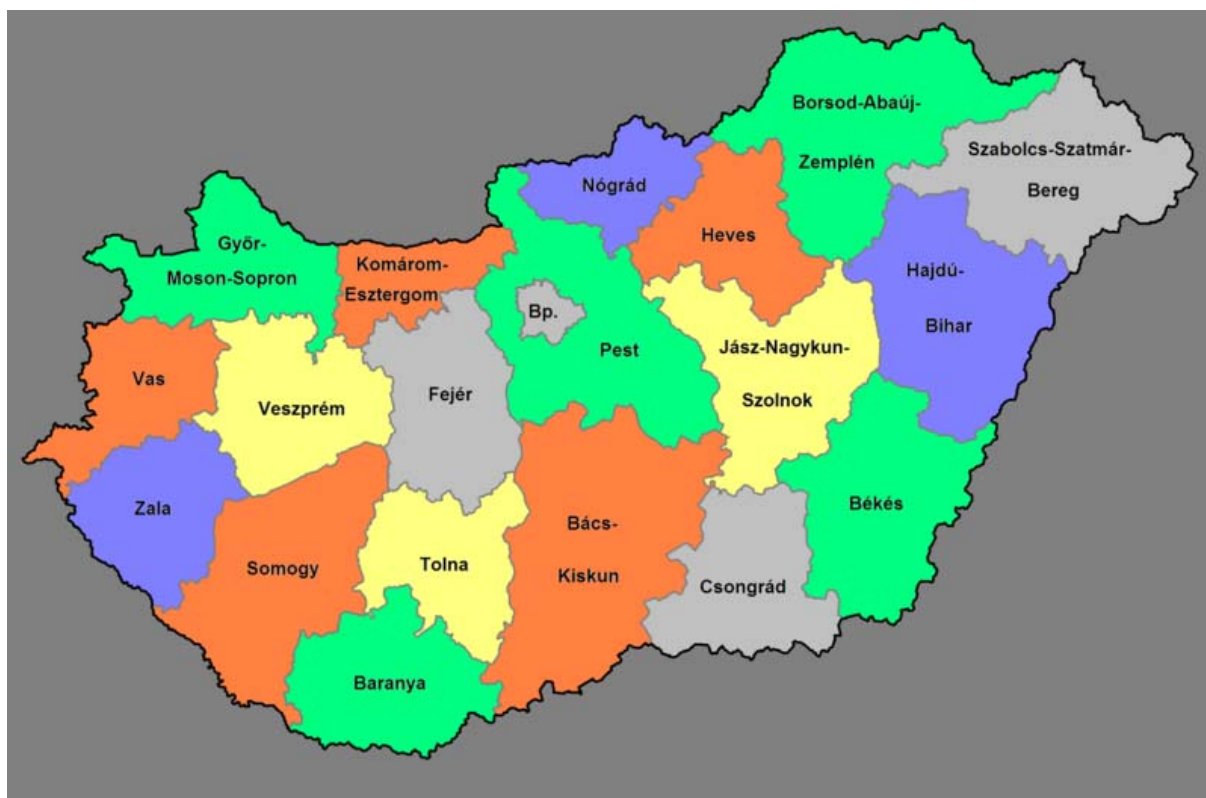 Borsod-Abaúj-
Zemplén
Szabolcs-Szatmár-
Bereg
Nógrád
Heves
Győr-
Moson-Sopron
Komárom-
Esztergom
Hajdú-
Bihar
Bp.
Pest
Jász-Nagykun-
Szolnok
Vas
Veszprém
Fejér
Zala
Somogy
Tolna
Bács-
Kiskun
Békés
Csongrád
Baranya